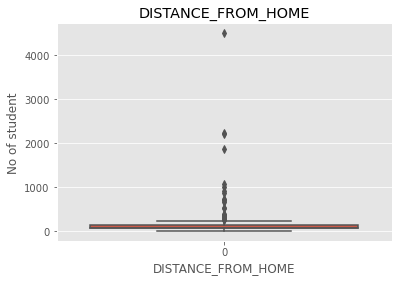 DISTANCE_FROM_HOME
No of student
4000
3000
2000
1000
0
0
DISTANCE_FROM_HOME